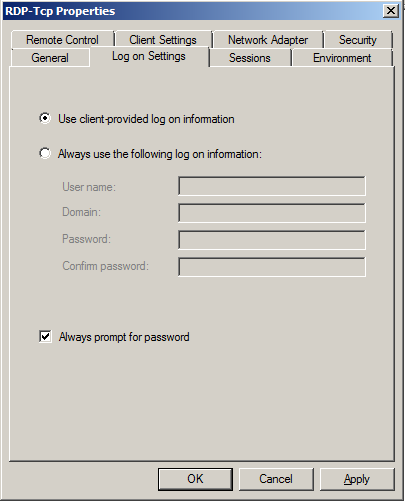 RDP-Tcp Properties
Remote Control Client Settings Network Adapter Security
General Log on Settings Sessions Environment
Use client-provided log on information
Always use the following log on information:
User name:
Domain:
Password:
Confirm password:
Always prompt for password
OK Cancel Apply